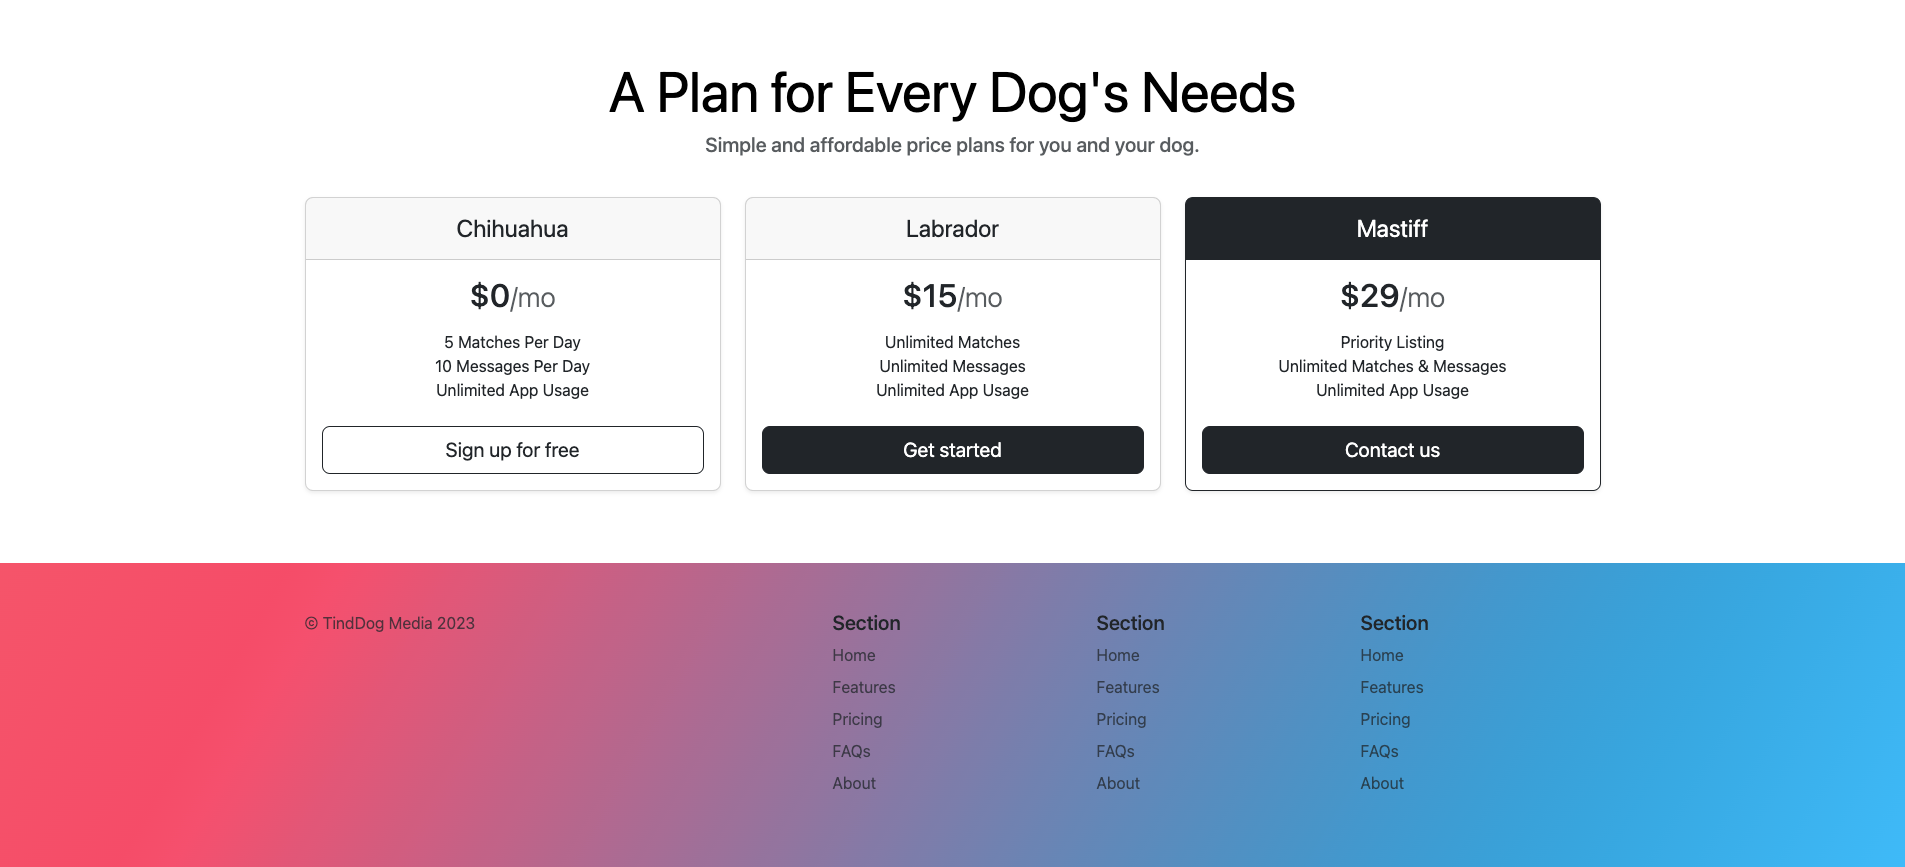 A Plan for Every Dog's Needs
Simple and affordable price plans for you and your dog.
Chihuahua
$0/mo
5 Matches Per Day
10 Messages Per Day
Unlimited App Usage
Sign up for free
Labrador
$15/mo
Unlimited Matches
Unlimited Messages
Unlimited App Usage
Get started
Mastiff
$29/mo
Priority Listing
Unlimited Matches & Messages
Unlimited App Usage
Contact us
© TindDog Media 2023
Section
Home
Features
Pricing
FAQs
About
Section
Home
Features
Pricing
FAQs
About
Section
Home
Features
Pricing
FAQs
About